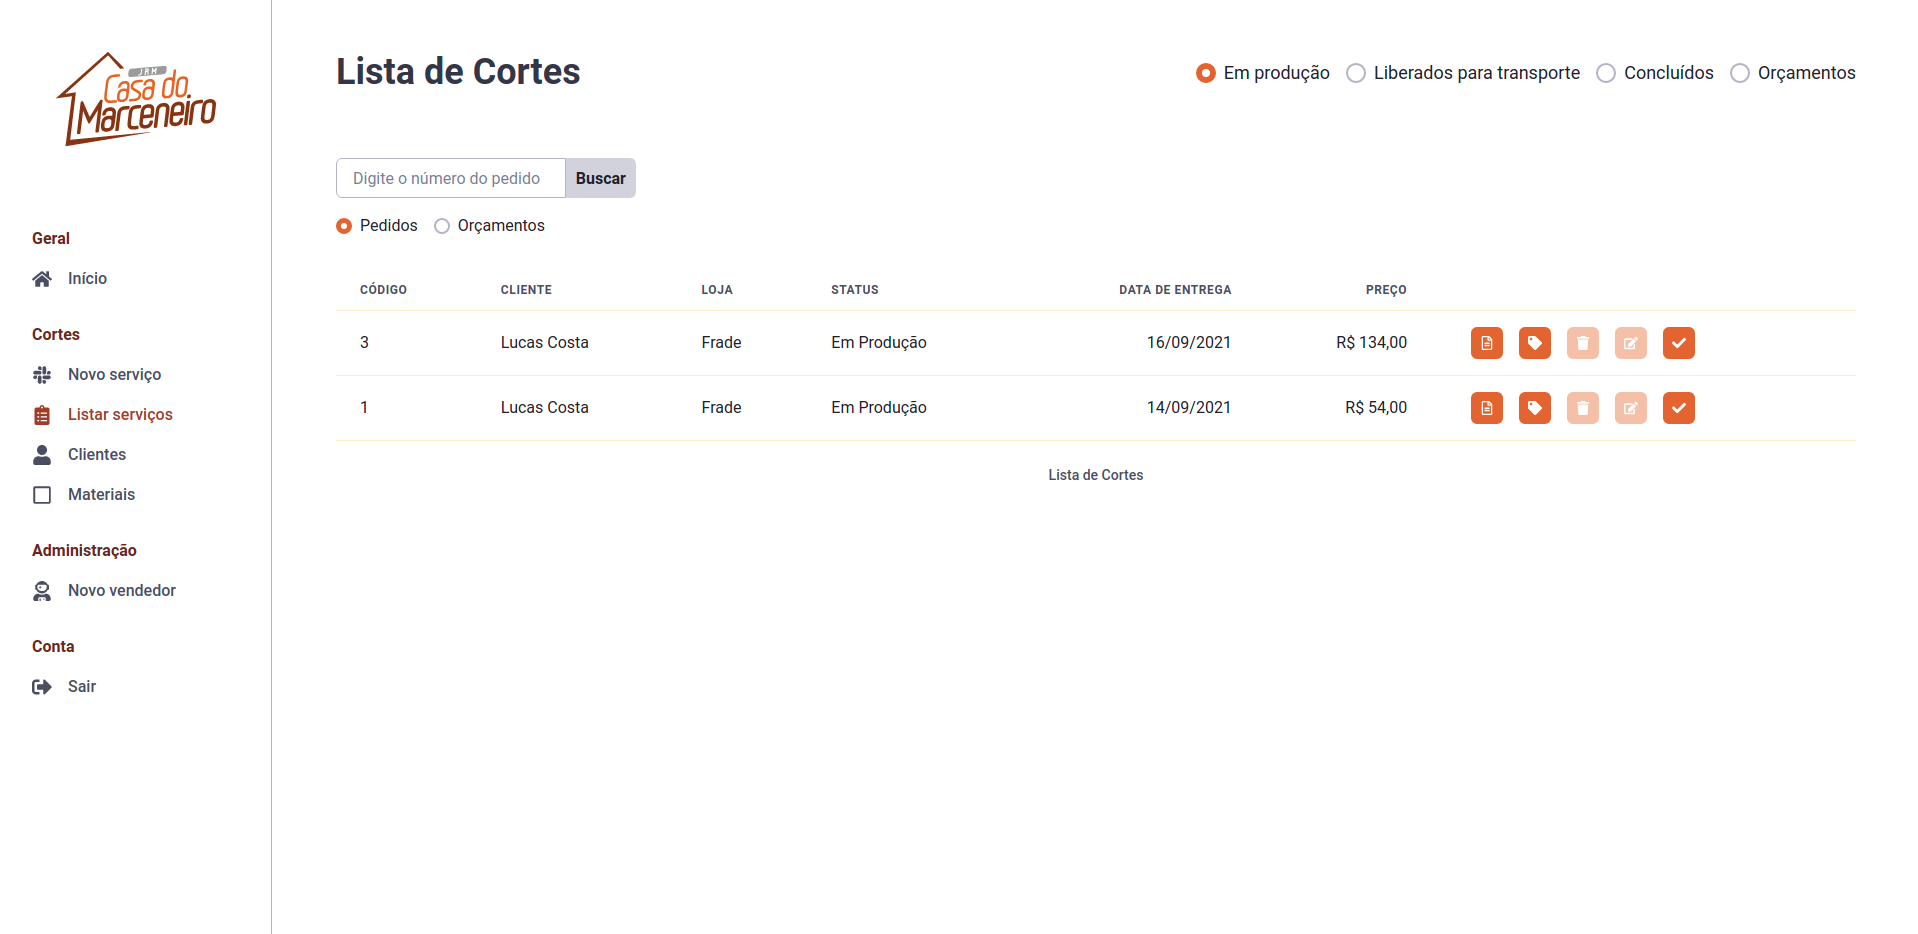 JRM
Casa do
Marceneiro
Geral
Início
Cortes
Novo serviço
Listar serviços
Clientes
Materiais
Administração
Novo vendedor
Conta
Sair
Lista de Cortes
Em produção Liberados para transporte Concluídos Orçamentos
Digite o número do pedido Buscar
Pedidos Orçamentos
CÓDIGO CLIENTE LOJA STATUS DATA DE ENTREGA PREÇO
3 Lucas Costa Frade Em Produção 16/09/2021 R$ 134,00
1 Lucas Costa Frade Em Produção 14/09/2021 R$ 54,00
Lista de Cortes